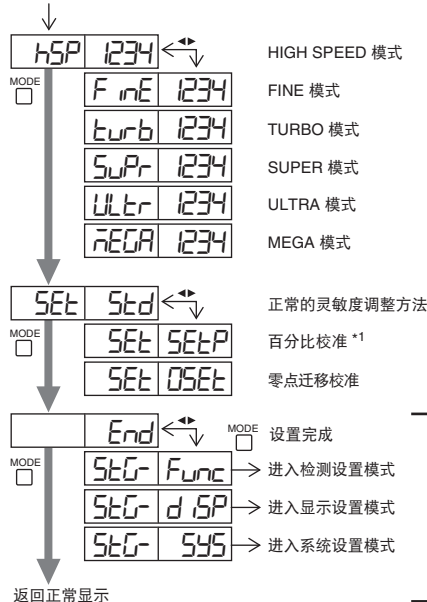 hSP 1234 HIGH SPEED 模式
MODE
FinE 1234 FINE 模式
turb 1234 TURBO 模式
SuPr 1234 SUPER 模式
ULtr 1234 ULTRA 模式
mEGA 1234 MEGA 模式
SEt Std 正常的灵敏度调整方法
MODE
SEt SEtP 百分比校准 *1
SEt 0SEt 零点迁移校准
End MODE 设置完成
MODE
StG- Func 进入检测设置模式
StG- diSP 进入显示设置模式
StG- SYS 进入系统设置模式
返回正常显示